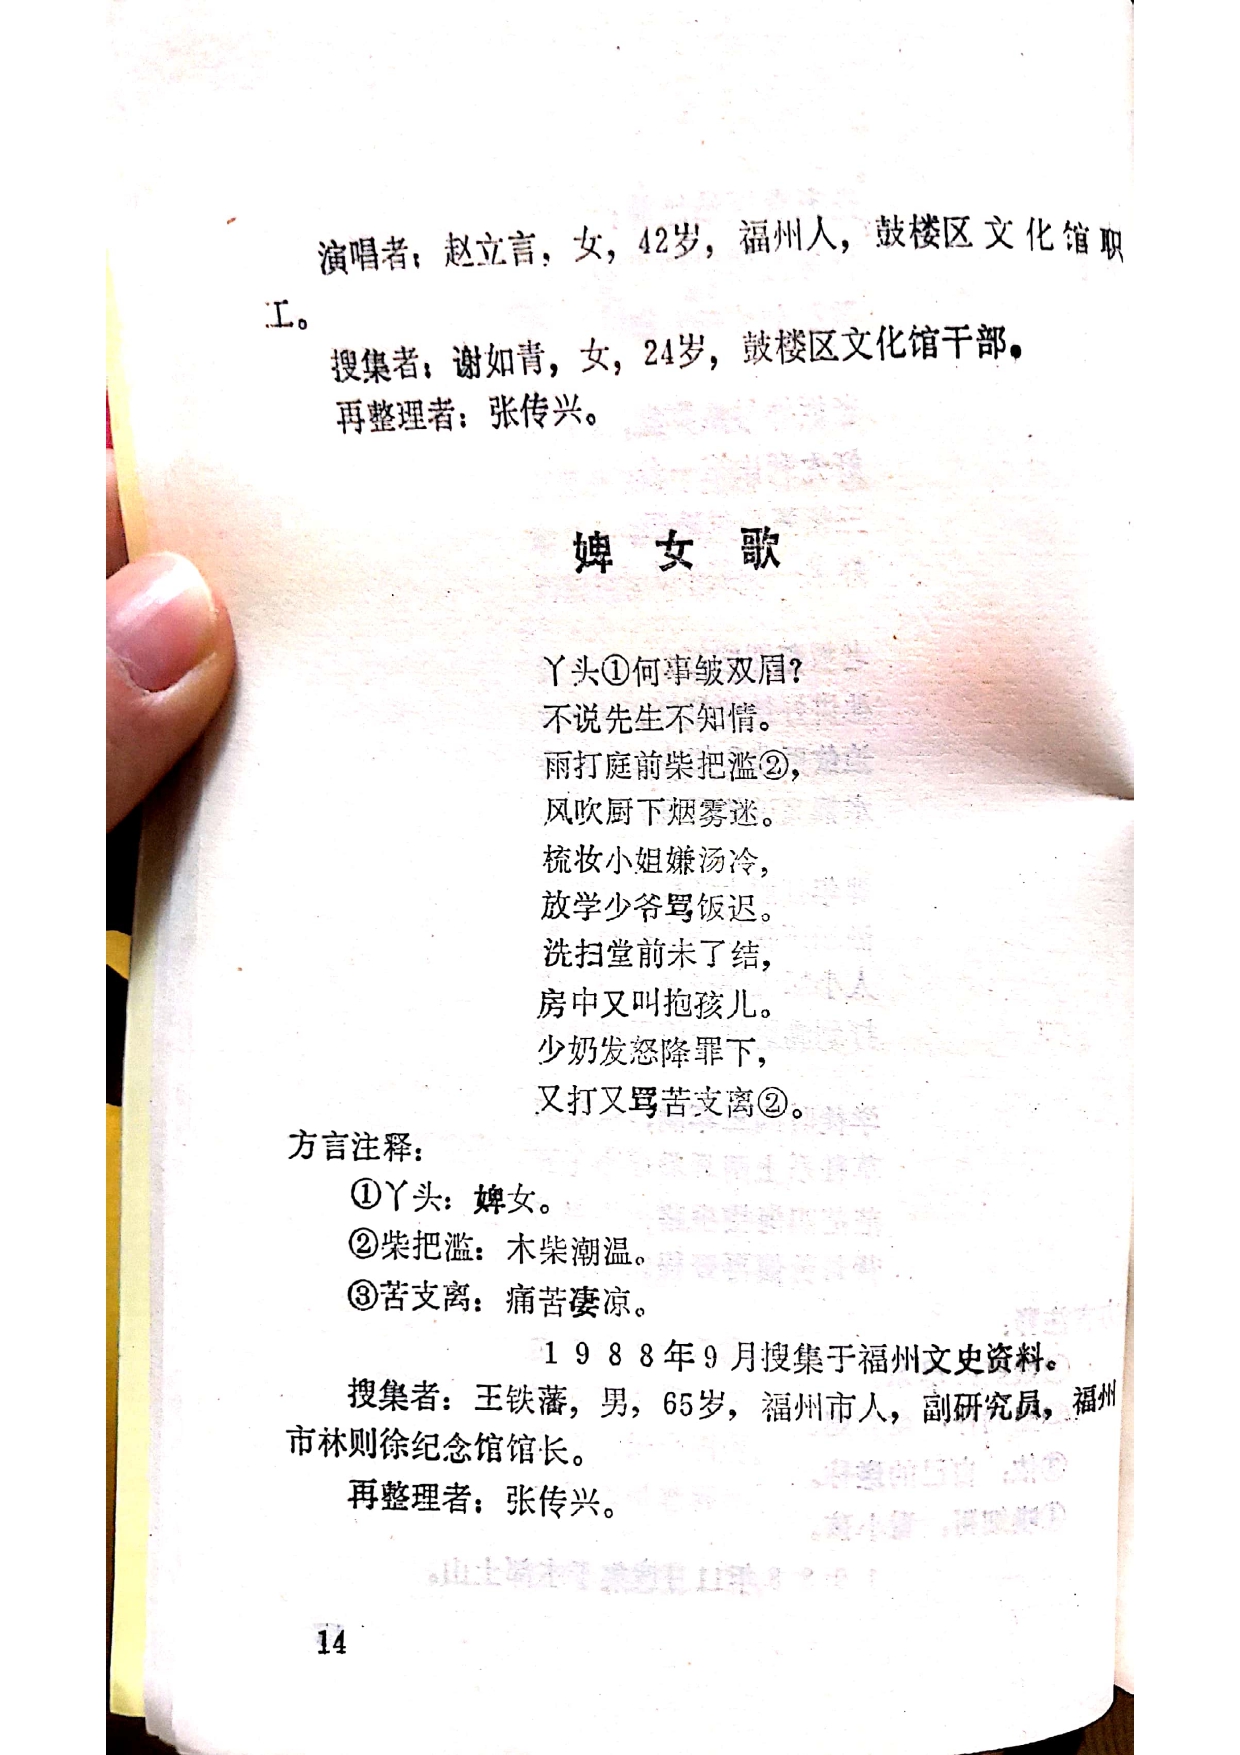 演唱者：赵立言，女，42岁，福州人，鼓楼区文化馆职
工。
搜集者：谢如青，女，24岁，鼓楼区文化馆干部。
再整理者：张传兴。
婢女歌
丫头①何事皱双眉？
不说先生不知情。
雨打庭前柴把滥②，
风吹厨下烟雾迷。
梳妆小姐嫌汤冷，
放学少爷骂饭迟。
洗扫堂前未了结，
房中又叫抱孩儿。
少奶发怒降罪下，
又打又骂苦支离②。
方言注释：
①丫头：婢女。
②柴把滥：木柴潮温。
③苦支离：痛苦凄凉。
1988年9月搜集于福州文史资料。
搜集者：王铁藩，男，65岁，福州市人，副研究员，福州
市林则徐纪念馆馆长。
再整理者：张传兴。
14